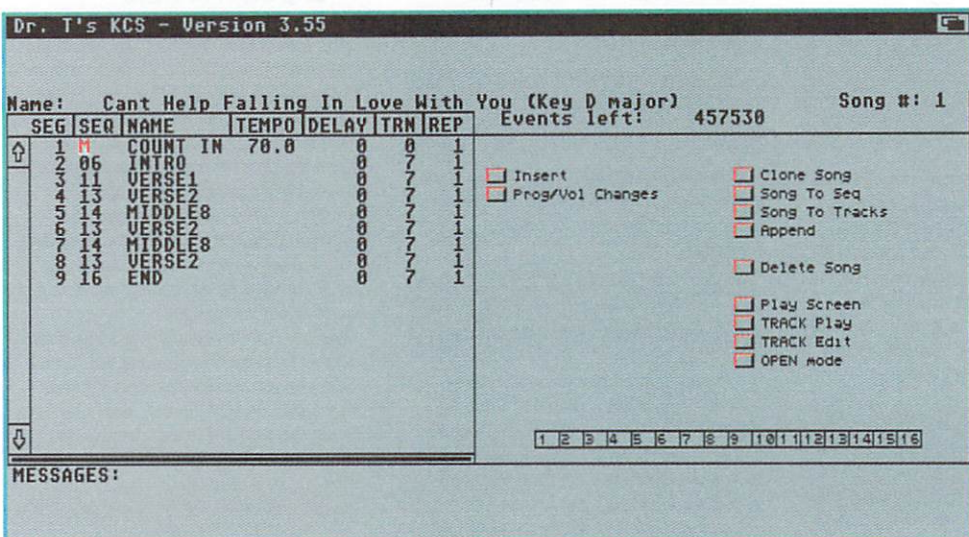 Dr. T's KCS - Version 3.55
Name: Cant Help Falling In Love With You (Key D major) Song #: 1
Events left: 457530
SEG SEQ NAME TEMPO DELAY TRN REP
1 M COUNT IN 70.0 0 0 1
2 06 INTRO 0 7 1
3 11 VERSE1 0 7 1
4 13 VERSE2 0 7 1
5 14 MIDDLE8 0 7 1
6 13 VERSE2 0 7 1
7 14 MIDDLE8 0 7 1
8 13 VERSE2 0 7 1
9 16 END 0 7 1
Insert
Prog/Vol Changes
Clone Song
Song To Seq
Song To Tracks
Append
Delete Song
Play Screen
TRACK Play
TRACK Edit
OPEN mode
1 2 3 4 5 6 7 8 9 10 11 12 13 14 15 16
MESSAGES: